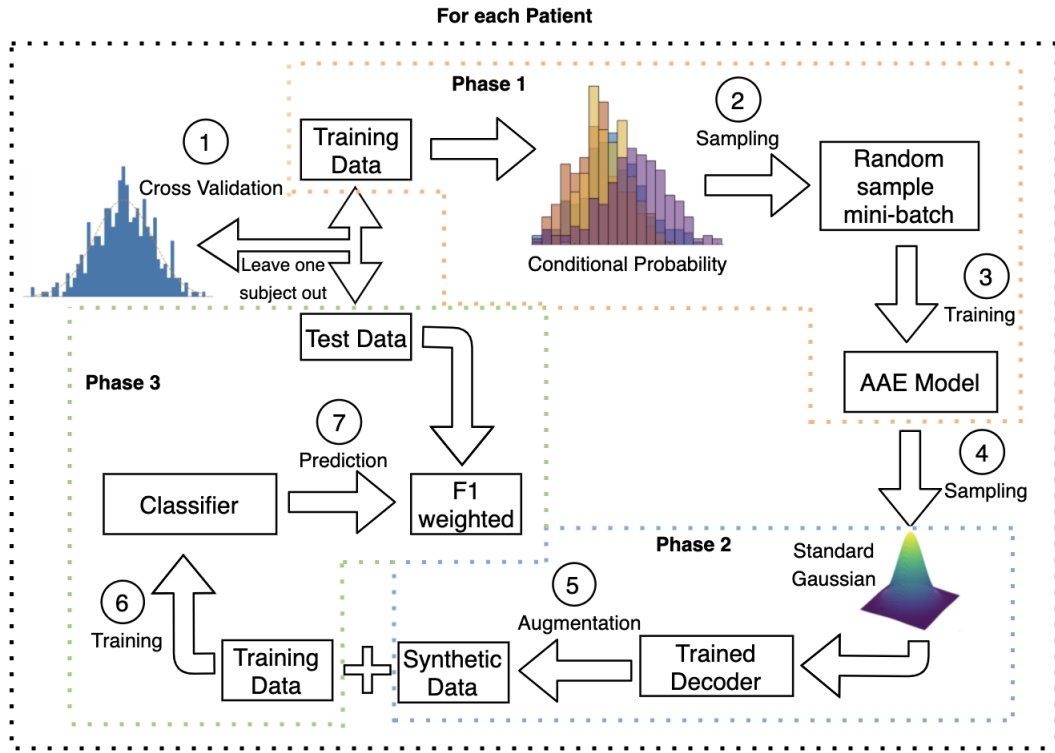 For each Patient
Phase 1
1
Cross Validation
Leave one
subject out
Training
Data
Conditional Probability
2
Sampling
Random
sample
mini-batch
3
Training
AAE Model
4
Sampling
Test Data
Phase 3
7
Prediction
Classifier
F1
weighted
Phase 2
Standard
Gaussian
5
Augmentation
6
Training
Training
Data
Synthetic
Data
Trained
Decoder